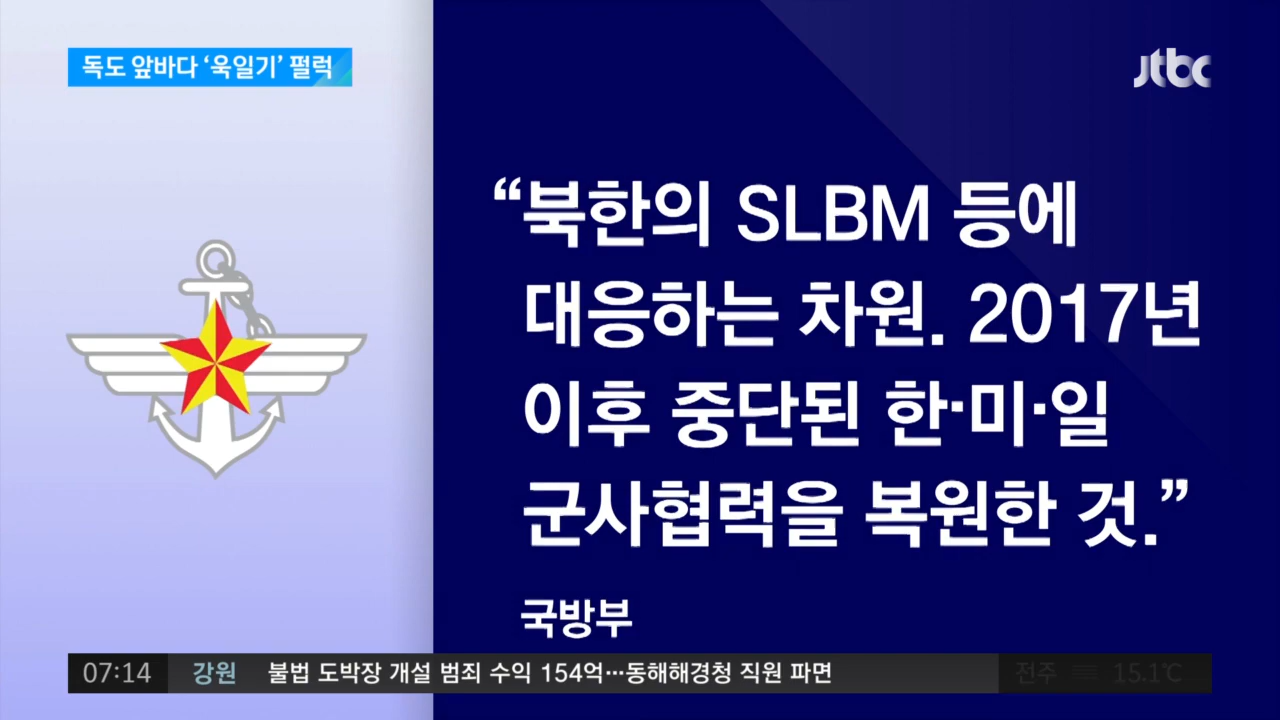 독도 앞바다 ‘욱일기’ 펄럭
jtbc
“북한의 SLBM 등에
대응하는 차원. 2017년
이후 중단된 한·미·일
군사협력을 복원한 것.”
국방부
07:14 강원 불법 도박장 개설 범죄 수익 154억…동해해경청 직원 파면 전주 15.1℃